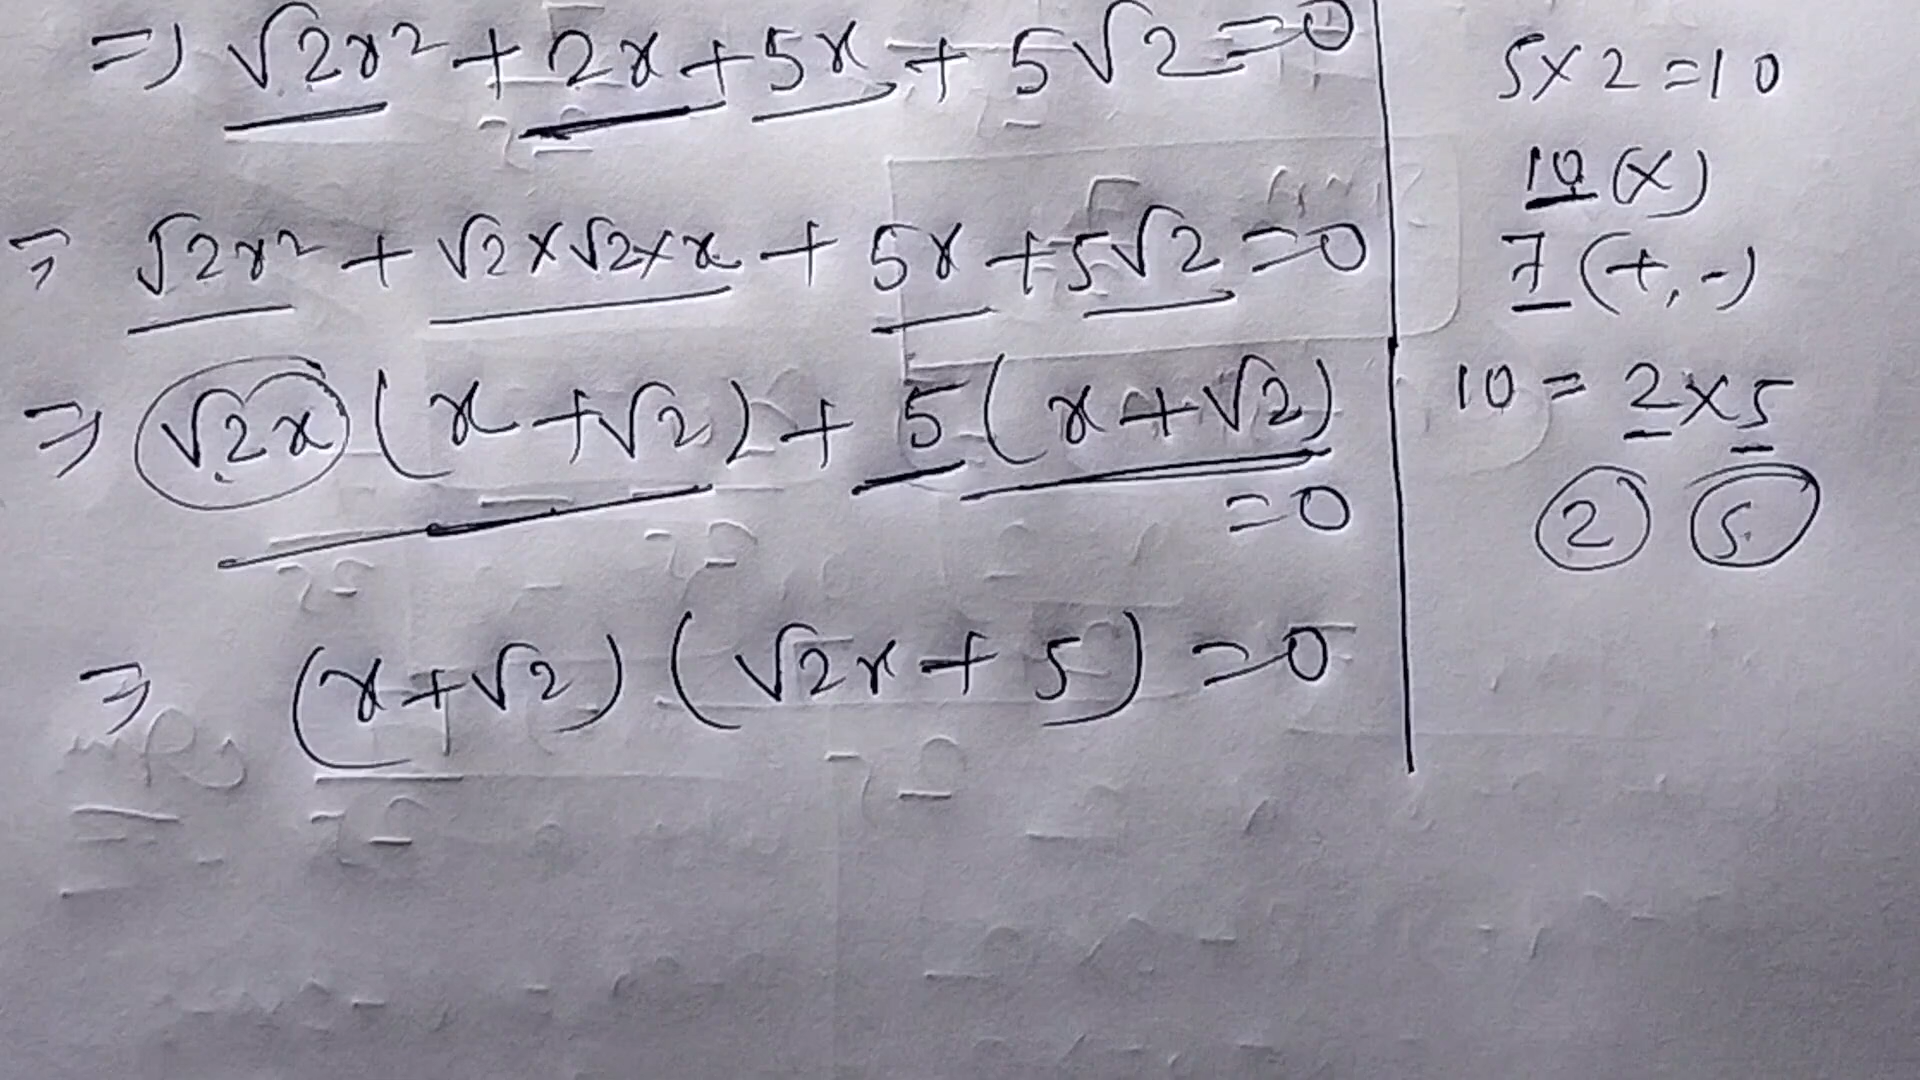 ⇒ √2x² + 2x + 5x + 5√2 = 0
⇒ √2x² + √2×√2×x + 5x + 5√2 = 0
⇒ √2x (x + √2) + 5 (x + √2)
= 0
⇒ (x + √2) (√2x + 5) = 0
5×2 = 10
10 (×)
7 (+, -)
10 = 2×5
2 5